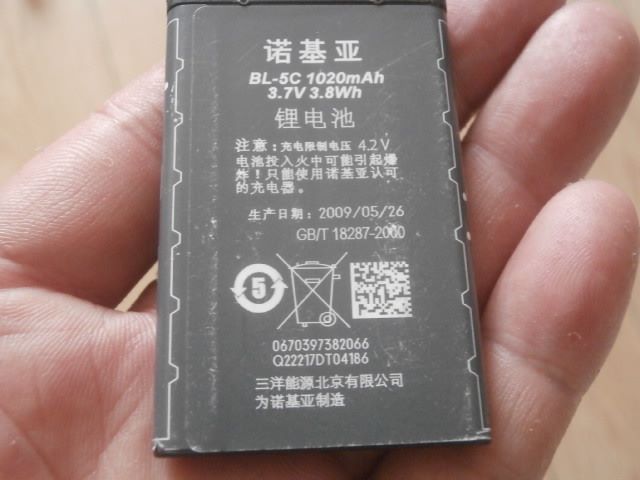 诺基亚
BL-5C 1020mAh
3.7V 3.8Wh
锂电池
注意:充电限制电压 4.2V
电池投入火中可能引起爆
炸!只能使用诺基亚认可
的充电器。
生产日期: 2009/05/26
GB/T 18287-2000
5
0670397382066
Q22217DT04186
三洋能源北京有限公司
为诺基亚制造